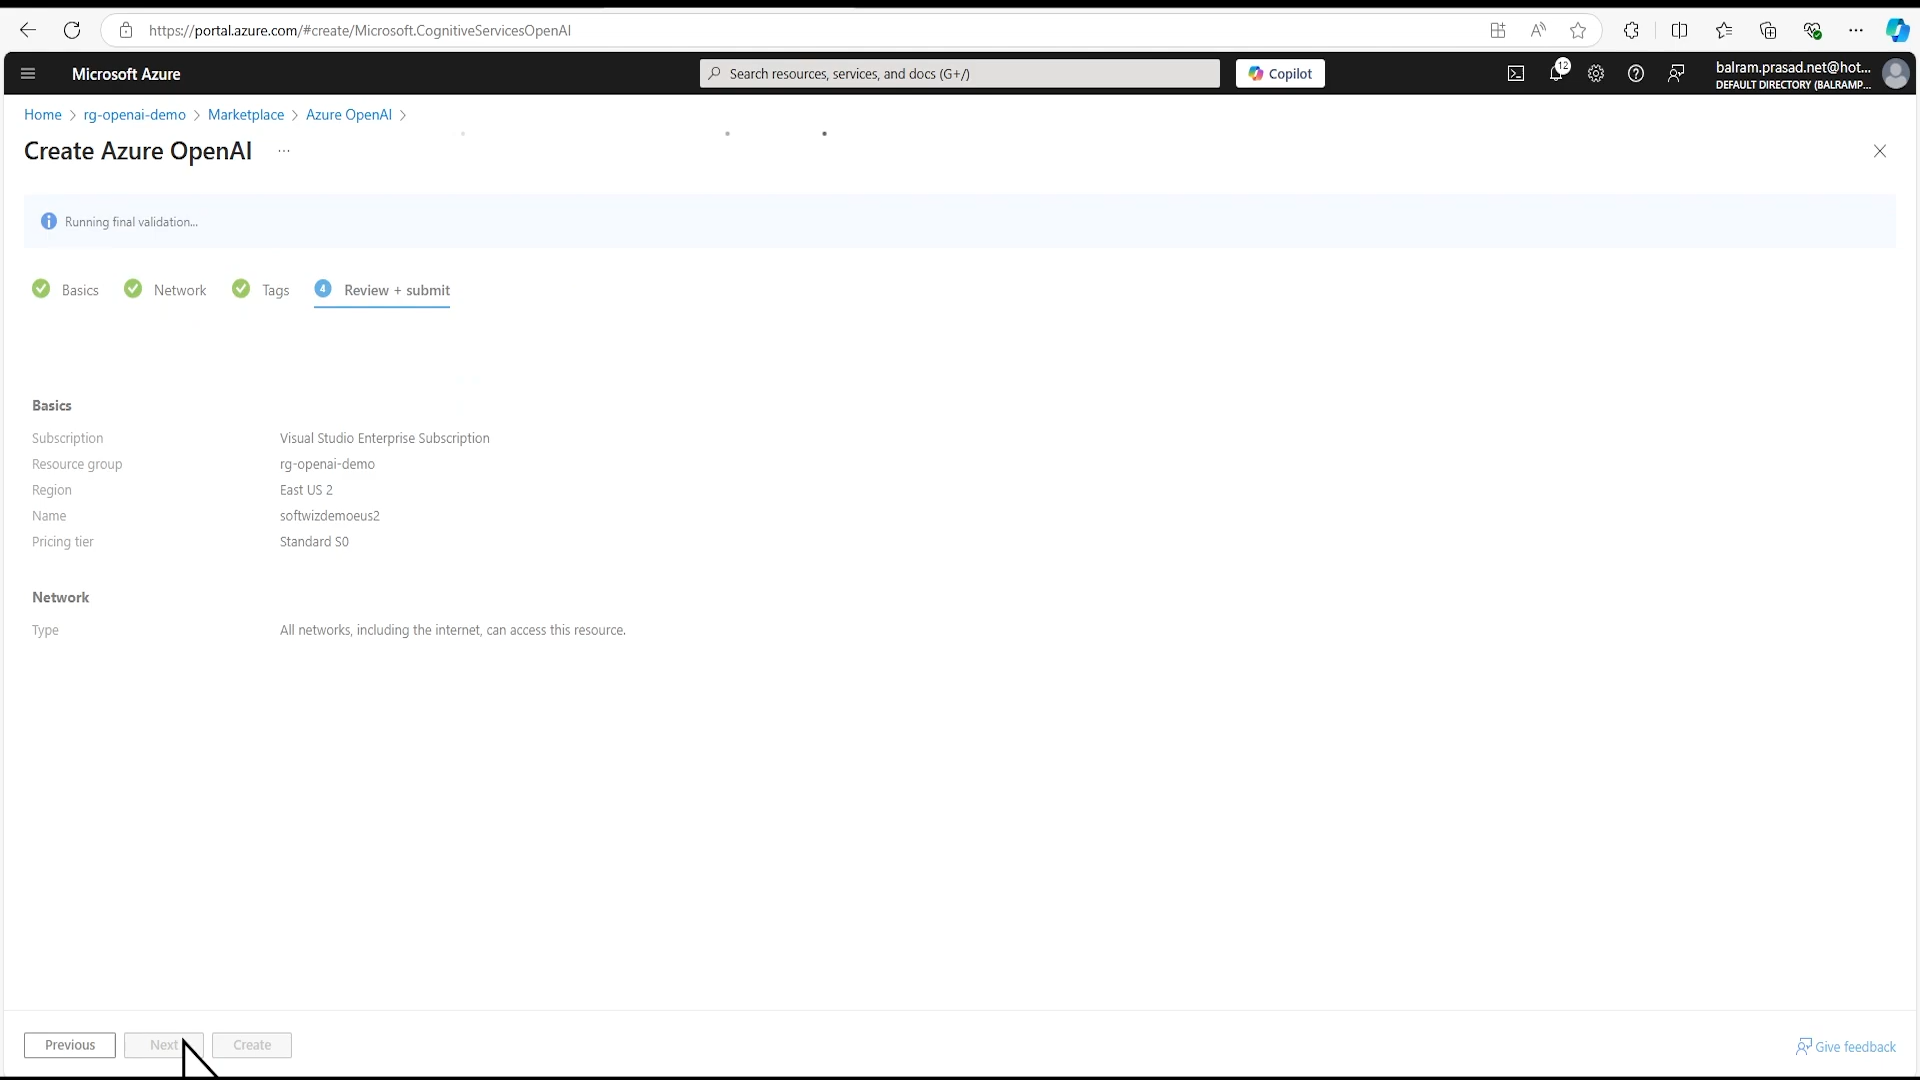 https://portal.azure.com/#create/Microsoft.CognitiveServicesOpenAI
Microsoft Azure
Search resources, services, and docs (G+/)
Copilot
12
balram.prasad.net@hot...
DEFAULT DIRECTORY (BALRAMP...
Home > rg-openai-demo > Marketplace > Azure OpenAI >
Create Azure OpenAI ...
Running final validation...
Basics
Network
Tags
4 Review + submit
Basics
Subscription Visual Studio Enterprise Subscription
Resource group rg-openai-demo
Region East US 2
Name softwizdemoeus2
Pricing tier Standard S0
Network
Type All networks, including the internet, can access this resource.
Previous
Next
Create
Give feedback